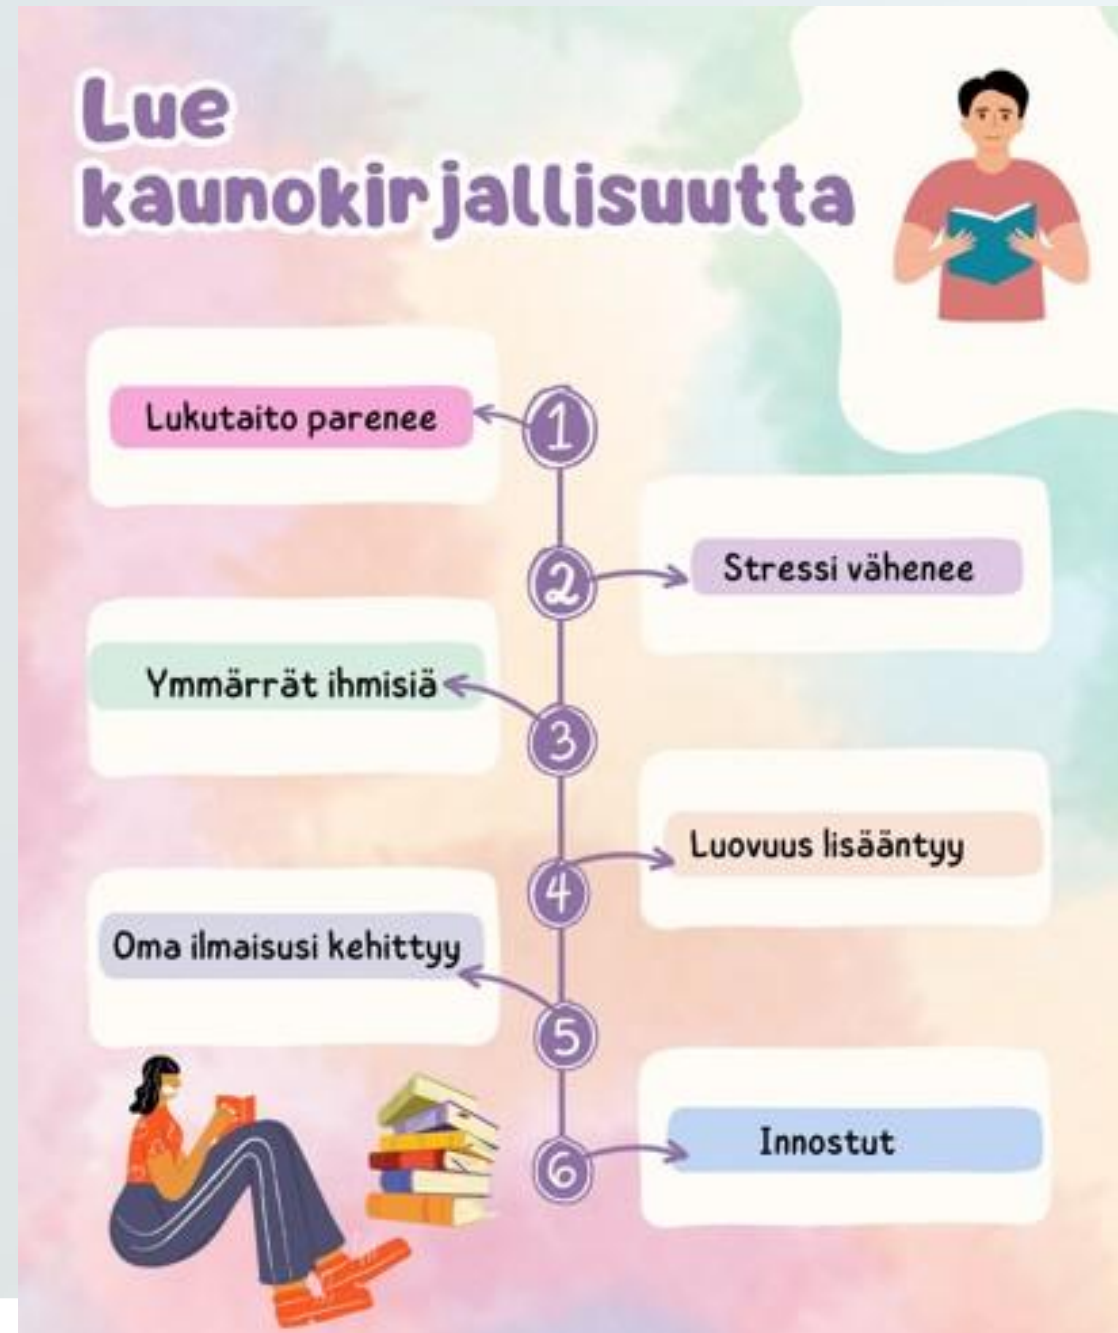 Lue
kaunokirjallisuutta
1
Lukutaito parenee
2
Stressi vähenee
3
Ymmärrät ihmisiä
4
Luovuus lisääntyy
5
Oma ilmaisusi kehittyy
6
Innostut